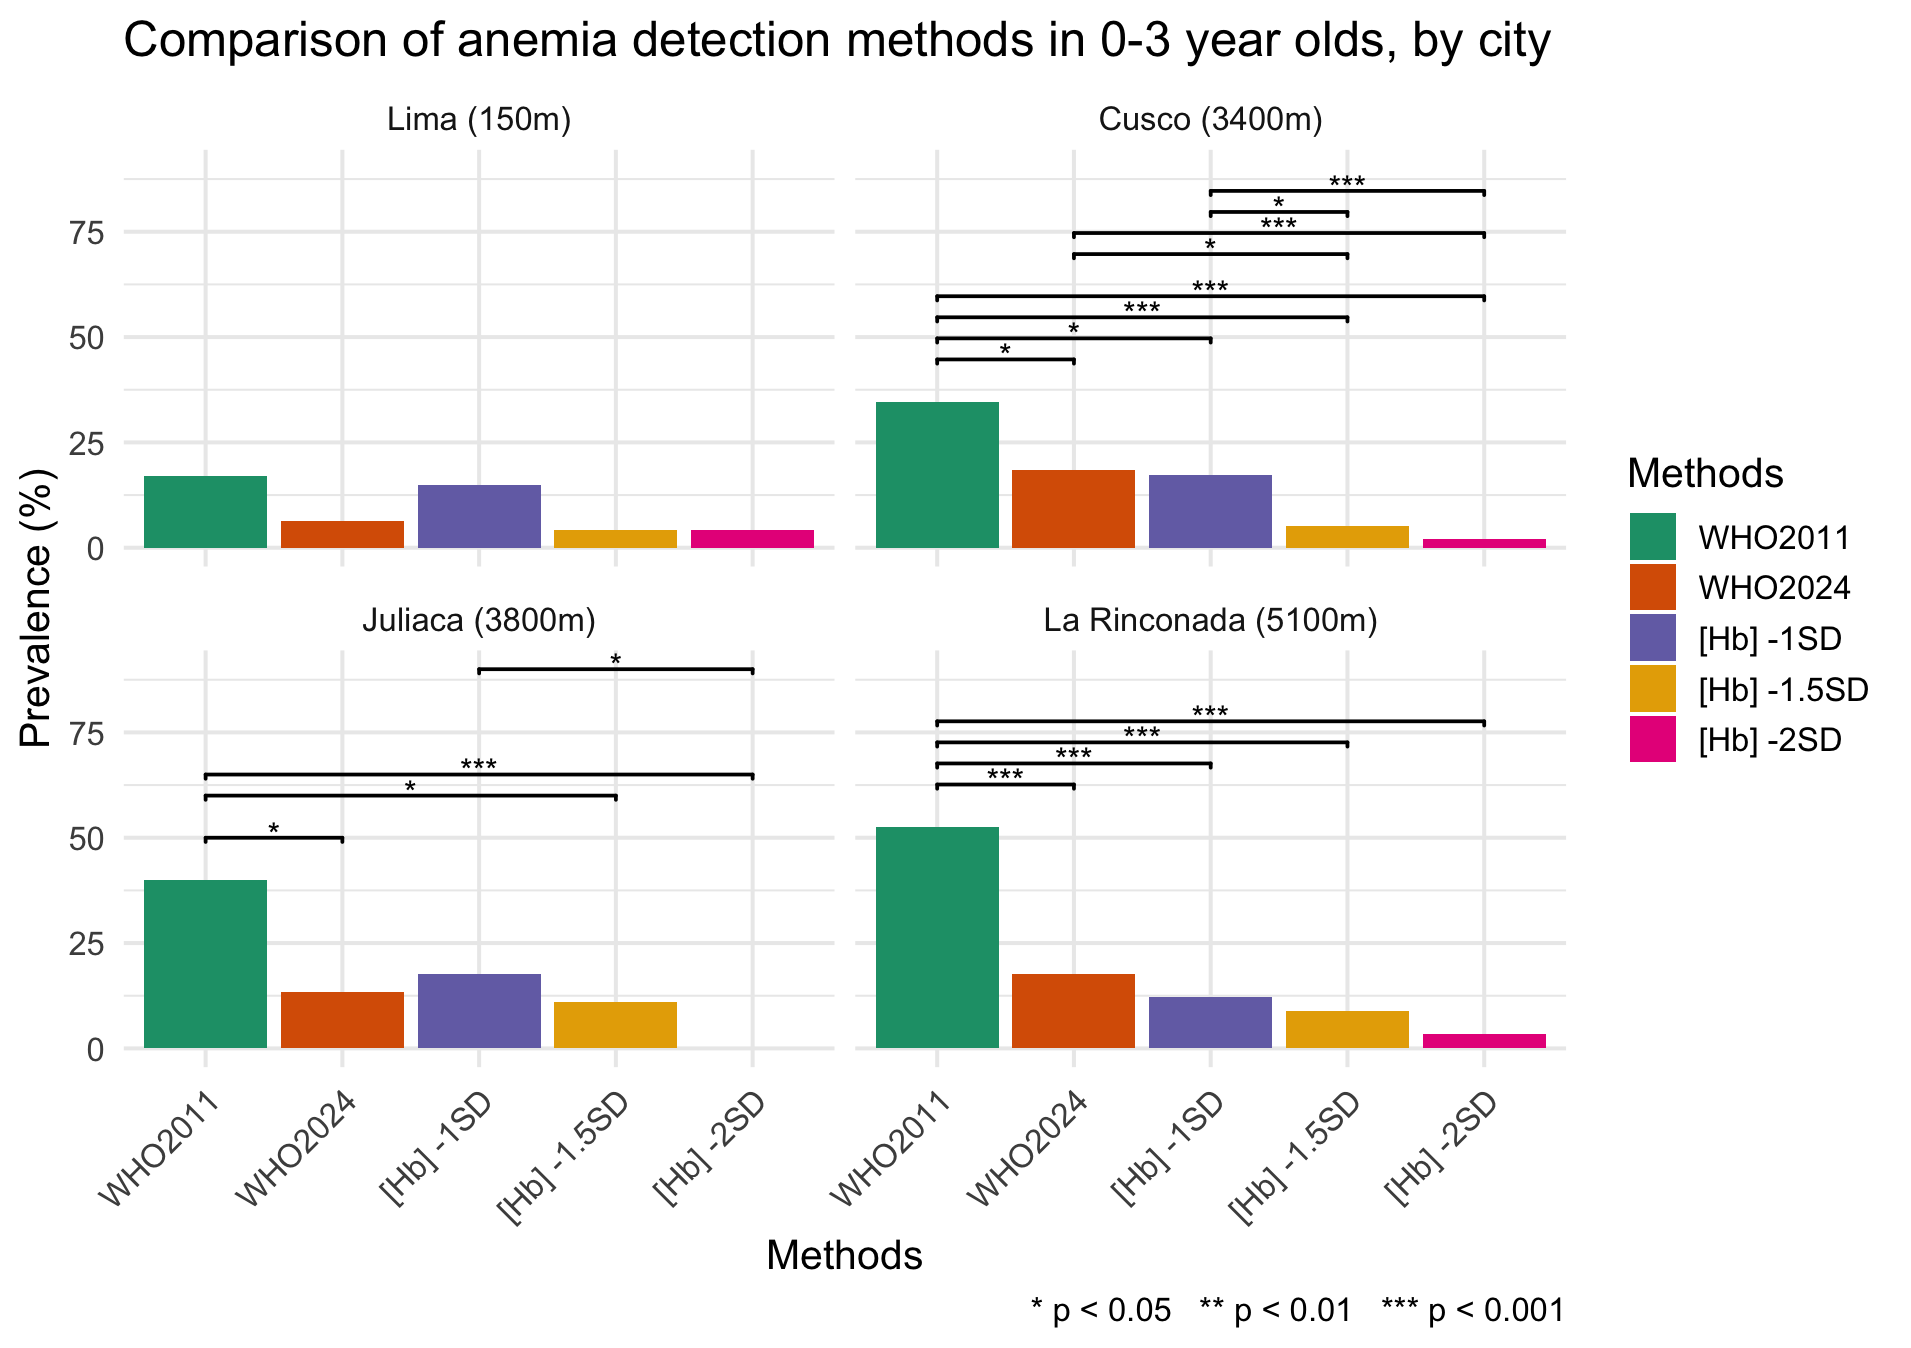 Comparison of anemia detection methods in 0-3 year olds, by city
Lima (150m)
Cusco (3400m)
***
*
***
*
***
***
*
*
75
50
25
0
Prevalence (%)
Juliaca (3800m)
La Rinconada (5100m)
*
***
*
*
***
***
***
***
75
50
25
0
WHO2011
WHO2024
[Hb] -1SD
[Hb] -1.5SD
[Hb] -2SD
WHO2011
WHO2024
[Hb] -1SD
[Hb] -1.5SD
[Hb] -2SD
Methods
* p < 0.05 ** p < 0.01 *** p < 0.001
Methods
WHO2011
WHO2024
[Hb] -1SD
[Hb] -1.5SD
[Hb] -2SD